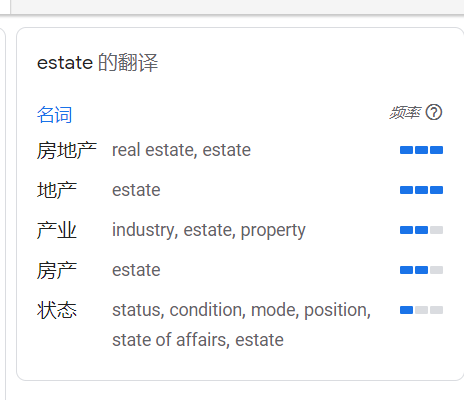 estate 的翻译
名词 频率
房地产 real estate, estate
地产 estate
产业 industry, estate, property
房产 estate
状态 status, condition, mode, position,
state of affairs, estate